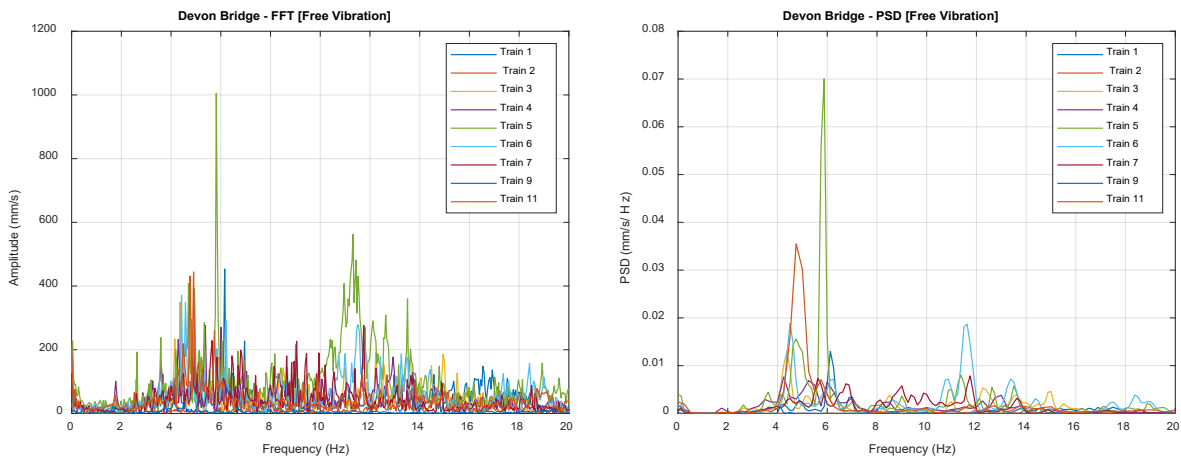 Devon Bridge - FFT [Free Vibration]
1200
1000
800
600
400
200
0
Amplitude (mm/s)
0 2 4 6 8 10 12 14 16 18 20
Frequency (Hz)
Train 1
Train 2
Train 3
Train 4
Train 5
Train 6
Train 7
Train 9
Train 11
Devon Bridge - PSD [Free Vibration]
0.08
0.07
0.06
0.05
0.04
0.03
0.02
0.01
0
PSD (mm/s/ H z)
0 2 4 6 8 10 12 14 16 18 20
Frequency (Hz)
Train 1
Train 2
Train 3
Train 4
Train 5
Train 6
Train 7
Train 9
Train 11